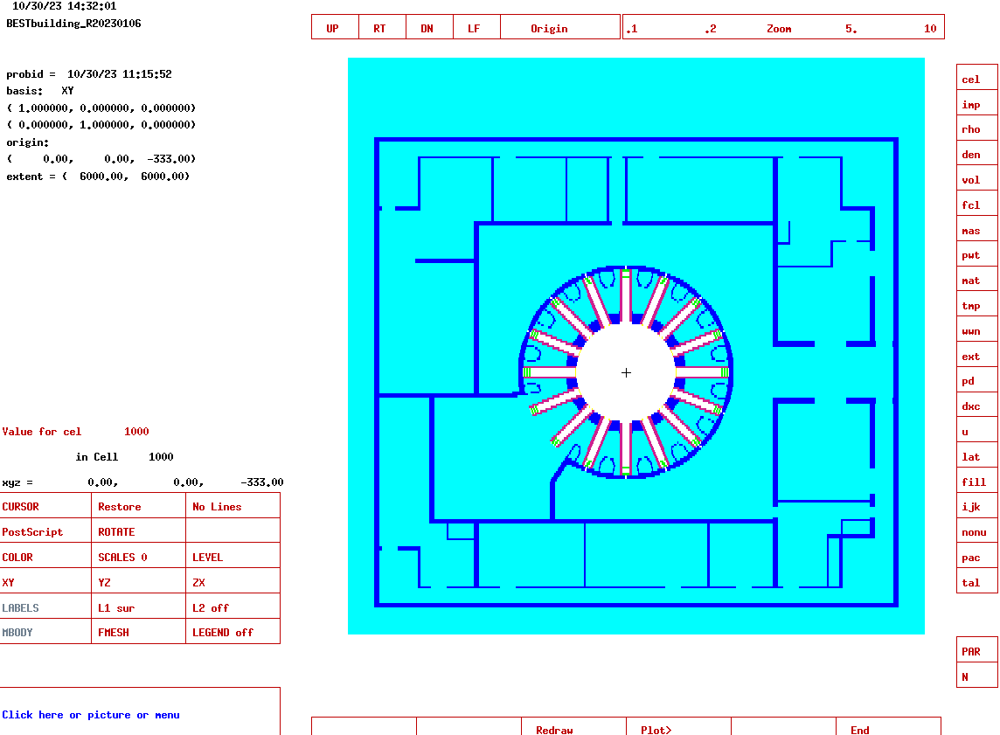 10/30/23 14:32:01
BESTbuilding_R20230106
UP RT DN LF Origin .1 .2 Zoom 5. 10
probid = 10/30/23 11:15:52
basis: XY
( 1.000000, 0.000000, 0.000000)
( 0.000000, 1.000000, 0.000000)
origin:
( 0.00, 0.00, -333.00)
extent = ( 6000.00, 6000.00)
cel
imp
rho
den
vol
fcl
mas
pwt
mat
tmp
wwn
ext
pd
dxc
u
lat
fill
ijk
nonu
pac
tal
Value for cel 1000
in Cell 1000
xyz = 0.00, 0.00, -333.00
CURSOR Restore No Lines
PostScript ROTATE
COLOR SCALES 0 LEVEL
XY YZ ZX
LABELS L1 sur L2 off
MBODY FMESH LEGEND off
PAR
N
Click here or picture or menu
Redraw Plot> End